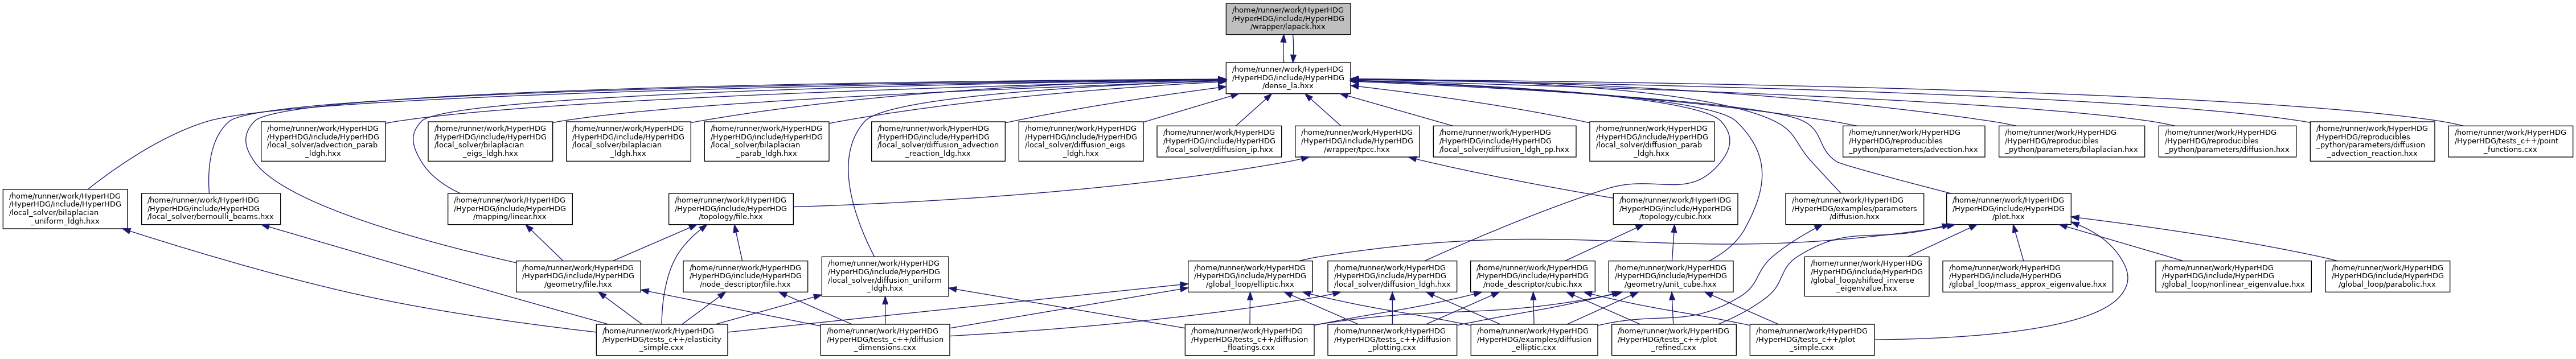 /home/runner/work/HyperHDG
/HyperHDG/include/HyperHDG
/wrapper/lapack.hxx
/home/runner/work/HyperHDG
/HyperHDG/include/HyperHDG
/dense_la.hxx
/home/runner/work/HyperHDG
/HyperHDG/include/HyperHDG
/local_solver/advection_parab
_ldgh.hxx
/home/runner/work/HyperHDG
/HyperHDG/include/HyperHDG
/local_solver/bilaplacian
_eigs_ldgh.hxx
/home/runner/work/HyperHDG
/HyperHDG/include/HyperHDG
/local_solver/bilaplacian
_ldgh.hxx
/home/runner/work/HyperHDG
/HyperHDG/include/HyperHDG
/local_solver/bilaplacian
_parab_ldgh.hxx
/home/runner/work/HyperHDG
/HyperHDG/include/HyperHDG
/local_solver/diffusion_advection
_reaction_ldg.hxx
/home/runner/work/HyperHDG
/HyperHDG/include/HyperHDG
/local_solver/diffusion_eigs
_ldgh.hxx
/home/runner/work/HyperHDG
/HyperHDG/include/HyperHDG
/local_solver/diffusion_ip.hxx
/home/runner/work/HyperHDG
/HyperHDG/include/HyperHDG
/wrapper/tpcc.hxx
/home/runner/work/HyperHDG
/HyperHDG/include/HyperHDG
/local_solver/diffusion_ldgh_pp.hxx
/home/runner/work/HyperHDG
/HyperHDG/include/HyperHDG
/local_solver/diffusion_parab
_ldgh.hxx
/home/runner/work/HyperHDG
/HyperHDG/reproducibles
_python/parameters/advection.hxx
/home/runner/work/HyperHDG
/HyperHDG/reproducibles
_python/parameters/bilaplacian.hxx
/home/runner/work/HyperHDG
/HyperHDG/reproducibles
_python/parameters/diffusion.hxx
/home/runner/work/HyperHDG
/HyperHDG/reproducibles
_python/parameters/diffusion
_advection_reaction.hxx
/home/runner/work/HyperHDG
/HyperHDG/tests_c++/point
_functions.cxx
/home/runner/work/HyperHDG
/HyperHDG/include/HyperHDG
/local_solver/bilaplacian
_uniform_ldgh.hxx
/home/runner/work/HyperHDG
/HyperHDG/include/HyperHDG
/local_solver/bernoulli_beams.hxx
/home/runner/work/HyperHDG
/HyperHDG/include/HyperHDG
/mapping/linear.hxx
/home/runner/work/HyperHDG
/HyperHDG/include/HyperHDG
/topology/file.hxx
/home/runner/work/HyperHDG
/HyperHDG/include/HyperHDG
/topology/cubic.hxx
/home/runner/work/HyperHDG
/HyperHDG/examples/parameters
/diffusion.hxx
/home/runner/work/HyperHDG
/HyperHDG/include/HyperHDG
/plot.hxx
/home/runner/work/HyperHDG
/HyperHDG/include/HyperHDG
/geometry/file.hxx
/home/runner/work/HyperHDG
/HyperHDG/include/HyperHDG
/node_descriptor/file.hxx
/home/runner/work/HyperHDG
/HyperHDG/include/HyperHDG
/local_solver/diffusion_uniform
_ldgh.hxx
/home/runner/work/HyperHDG
/HyperHDG/include/HyperHDG
/global_loop/elliptic.hxx
/home/runner/work/HyperHDG
/HyperHDG/include/HyperHDG
/local_solver/diffusion_ldgh.hxx
/home/runner/work/HyperHDG
/HyperHDG/include/HyperHDG
/node_descriptor/cubic.hxx
/home/runner/work/HyperHDG
/HyperHDG/include/HyperHDG
/geometry/unit_cube.hxx
/home/runner/work/HyperHDG
/HyperHDG/include/HyperHDG
/global_loop/shifted_inverse
_eigenvalue.hxx
/home/runner/work/HyperHDG
/HyperHDG/include/HyperHDG
/global_loop/mass_approx_eigenvalue.hxx
/home/runner/work/HyperHDG
/HyperHDG/include/HyperHDG
/global_loop/nonlinear_eigenvalue.hxx
/home/runner/work/HyperHDG
/HyperHDG/include/HyperHDG
/global_loop/parabolic.hxx
/home/runner/work/HyperHDG
/HyperHDG/tests_c++/elasticity
_simple.cxx
/home/runner/work/HyperHDG
/HyperHDG/tests_c++/diffusion
_dimensions.cxx
/home/runner/work/HyperHDG
/HyperHDG/tests_c++/diffusion
_floatings.cxx
/home/runner/work/HyperHDG
/HyperHDG/tests_c++/diffusion
_plotting.cxx
/home/runner/work/HyperHDG
/HyperHDG/examples/diffusion
_elliptic.cxx
/home/runner/work/HyperHDG
/HyperHDG/tests_c++/plot
_refined.cxx
/home/runner/work/HyperHDG
/HyperHDG/tests_c++/plot
_simple.cxx